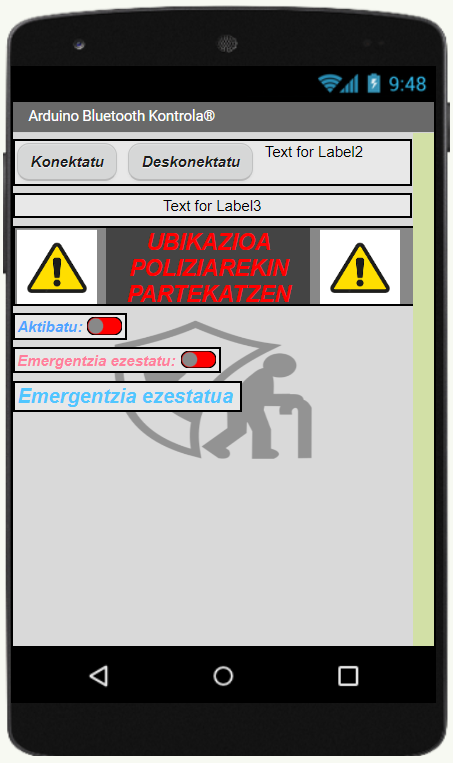 9:48
Arduino Bluetooth Kontrola®
Konektatu
Deskonektatu
Text for Label2
Text for Label3
UBIKAZIOA
POLIZIAREKIN
PARTEKATZEN
Aktibatu:
Emergentzia ezestatu:
Emergentzia ezestatua